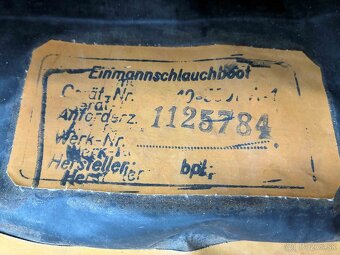 Einmannschlauchboot
Gerät-Nr.
Anforderz.
1125784
Werk-Nr.
Hersteller: bpt.